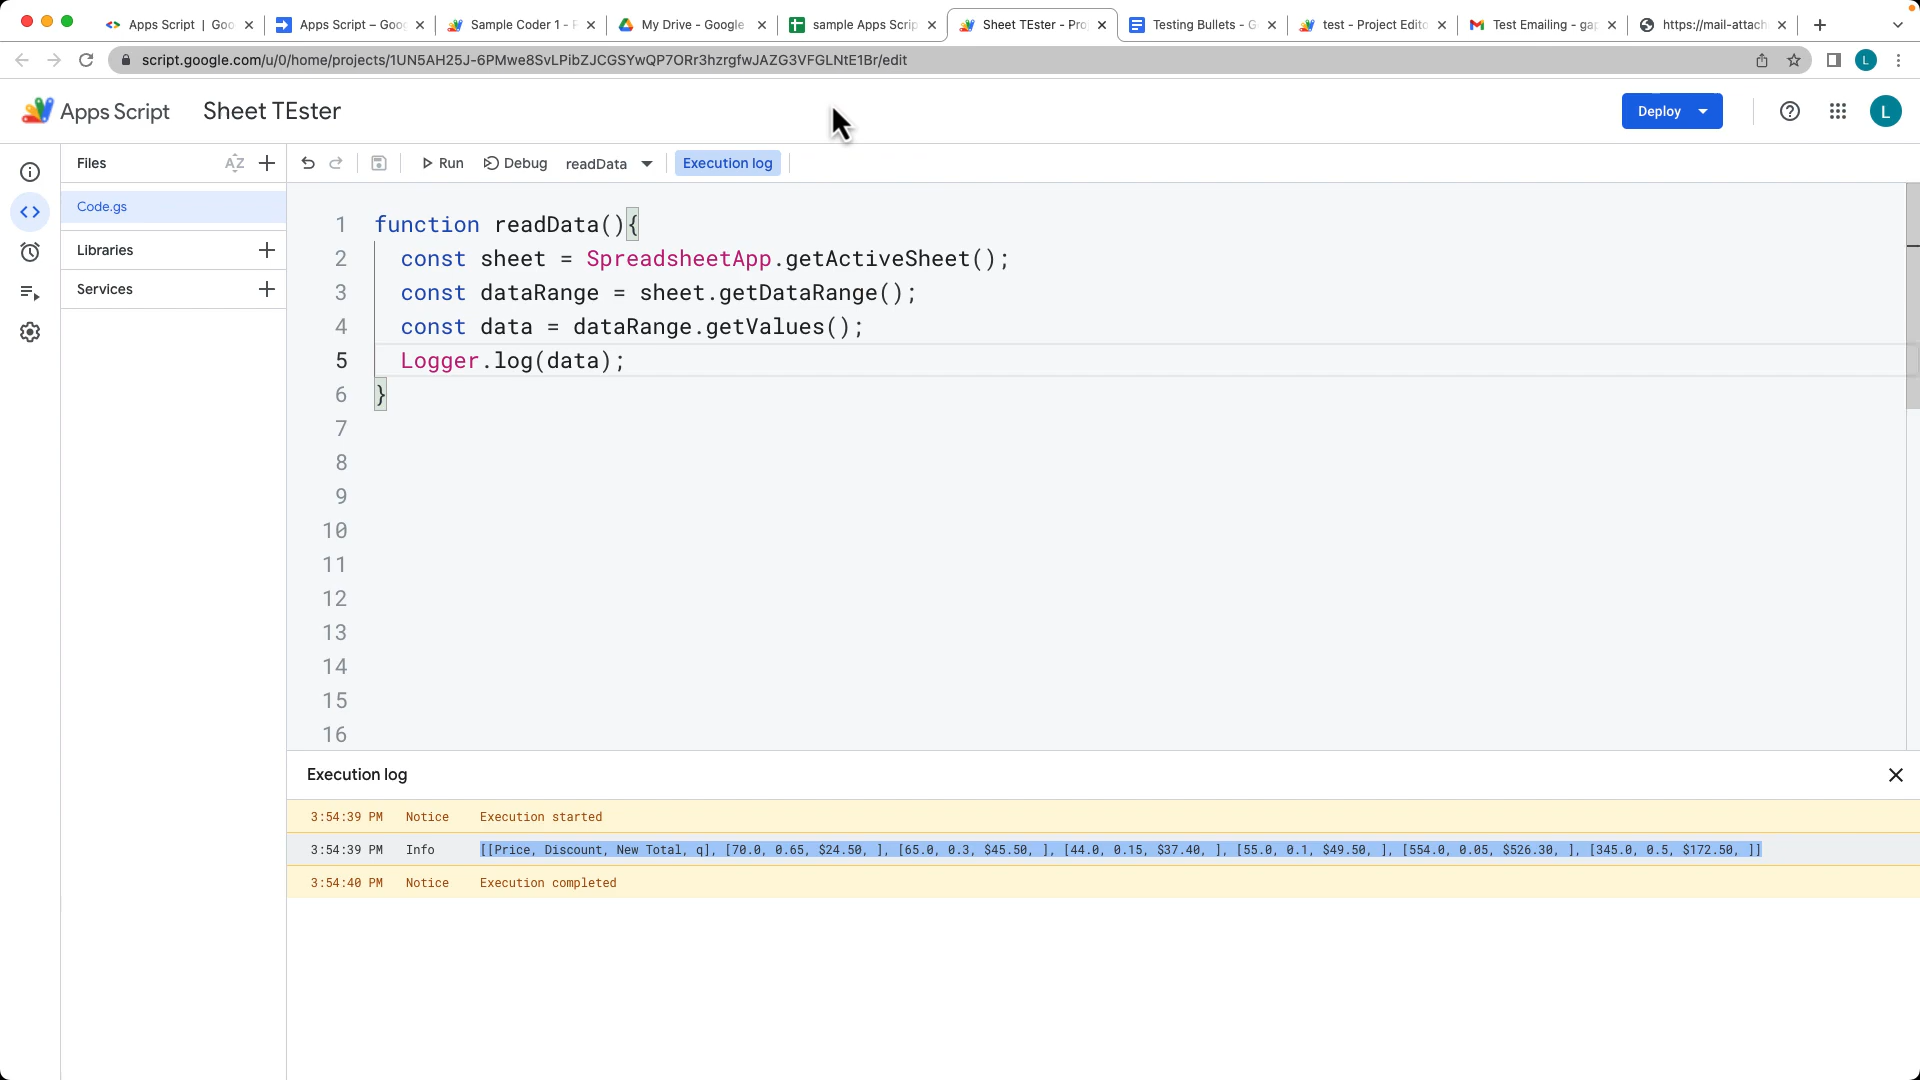 Apps Script | Goo
Apps Script – Goog
Sample Coder 1 - P
My Drive - Google
sample Apps Scrip
Sheet TEster - Proj
Testing Bullets - G
test - Project Edito
Test Emailing - gap
https://mail-attach
script.google.com/u/0/home/projects/1UN5AH25J-6PMwe8SvLPibZJCGSYwQP7ORr3hzrgfwJAZG3VFGLNtE1Br/edit
L
Apps Script
Sheet TEster
Deploy
L
Files
AZ
Run
Debug
readData
Execution log
Code.gs
Libraries
Services
1 function readData(){
2 const sheet = SpreadsheetApp.getActiveSheet();
3 const dataRange = sheet.getDataRange();
4 const data = dataRange.getValues();
5 Logger.log(data);
6 }
7
8
9
10
11
12
13
14
15
16
Execution log
3:54:39 PM Notice Execution started
3:54:39 PM Info [[Price, Discount, New Total, q], [70.0, 0.65, $24.50, ], [65.0, 0.3, $45.50, ], [44.0, 0.15, $37.40, ], [55.0, 0.1, $49.50, ], [554.0, 0.05, $526.30, ], [345.0, 0.5, $172.50, ]]
3:54:40 PM Notice Execution completed